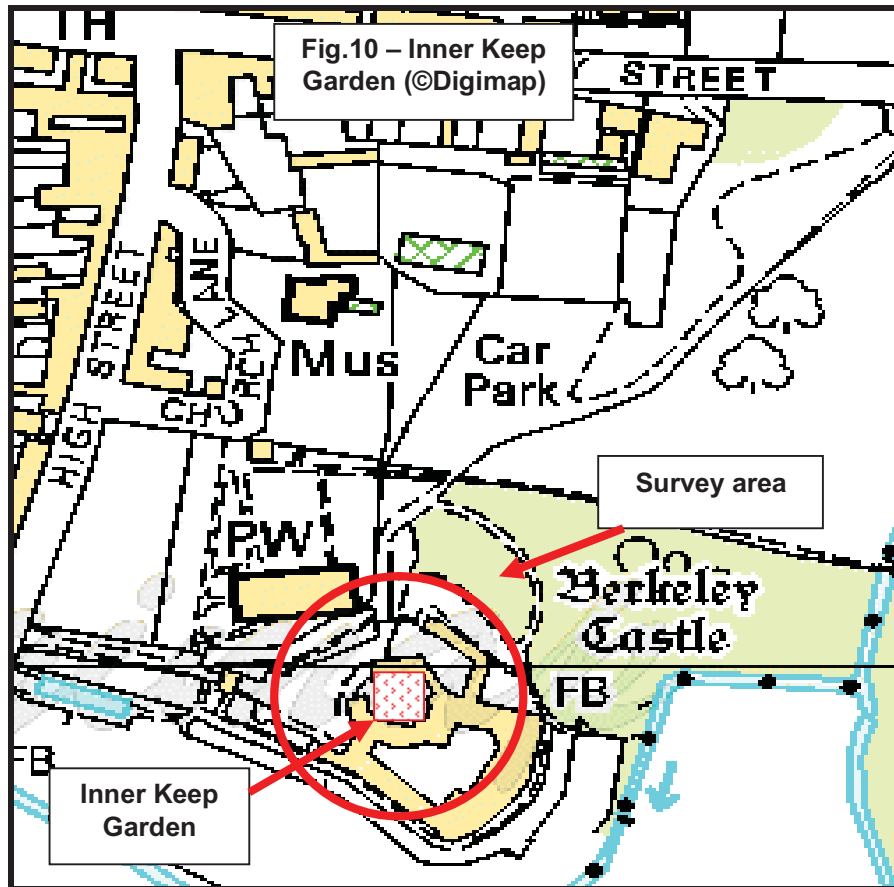 TH
Fig.10 – Inner Keep
Garden (©Digimap)
STREET
HIGH STREET
CHURCH LANE
Mus
Car
Park
Survey area
PW
Berkeley
Castle
FB
FB
Inner Keep
Garden